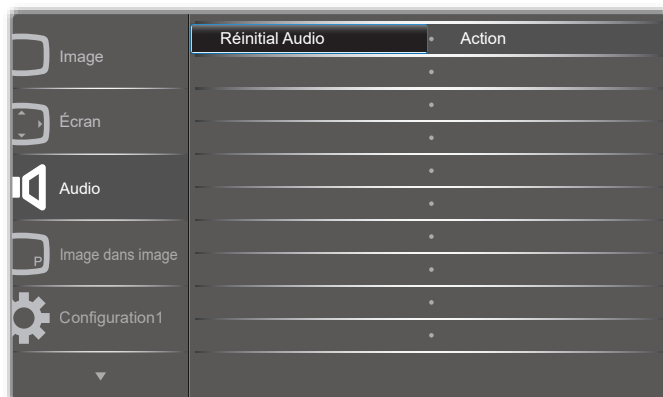 Image
Écran
Audio
P
Image dans image
Configuration1
Réinitial Audio
Action